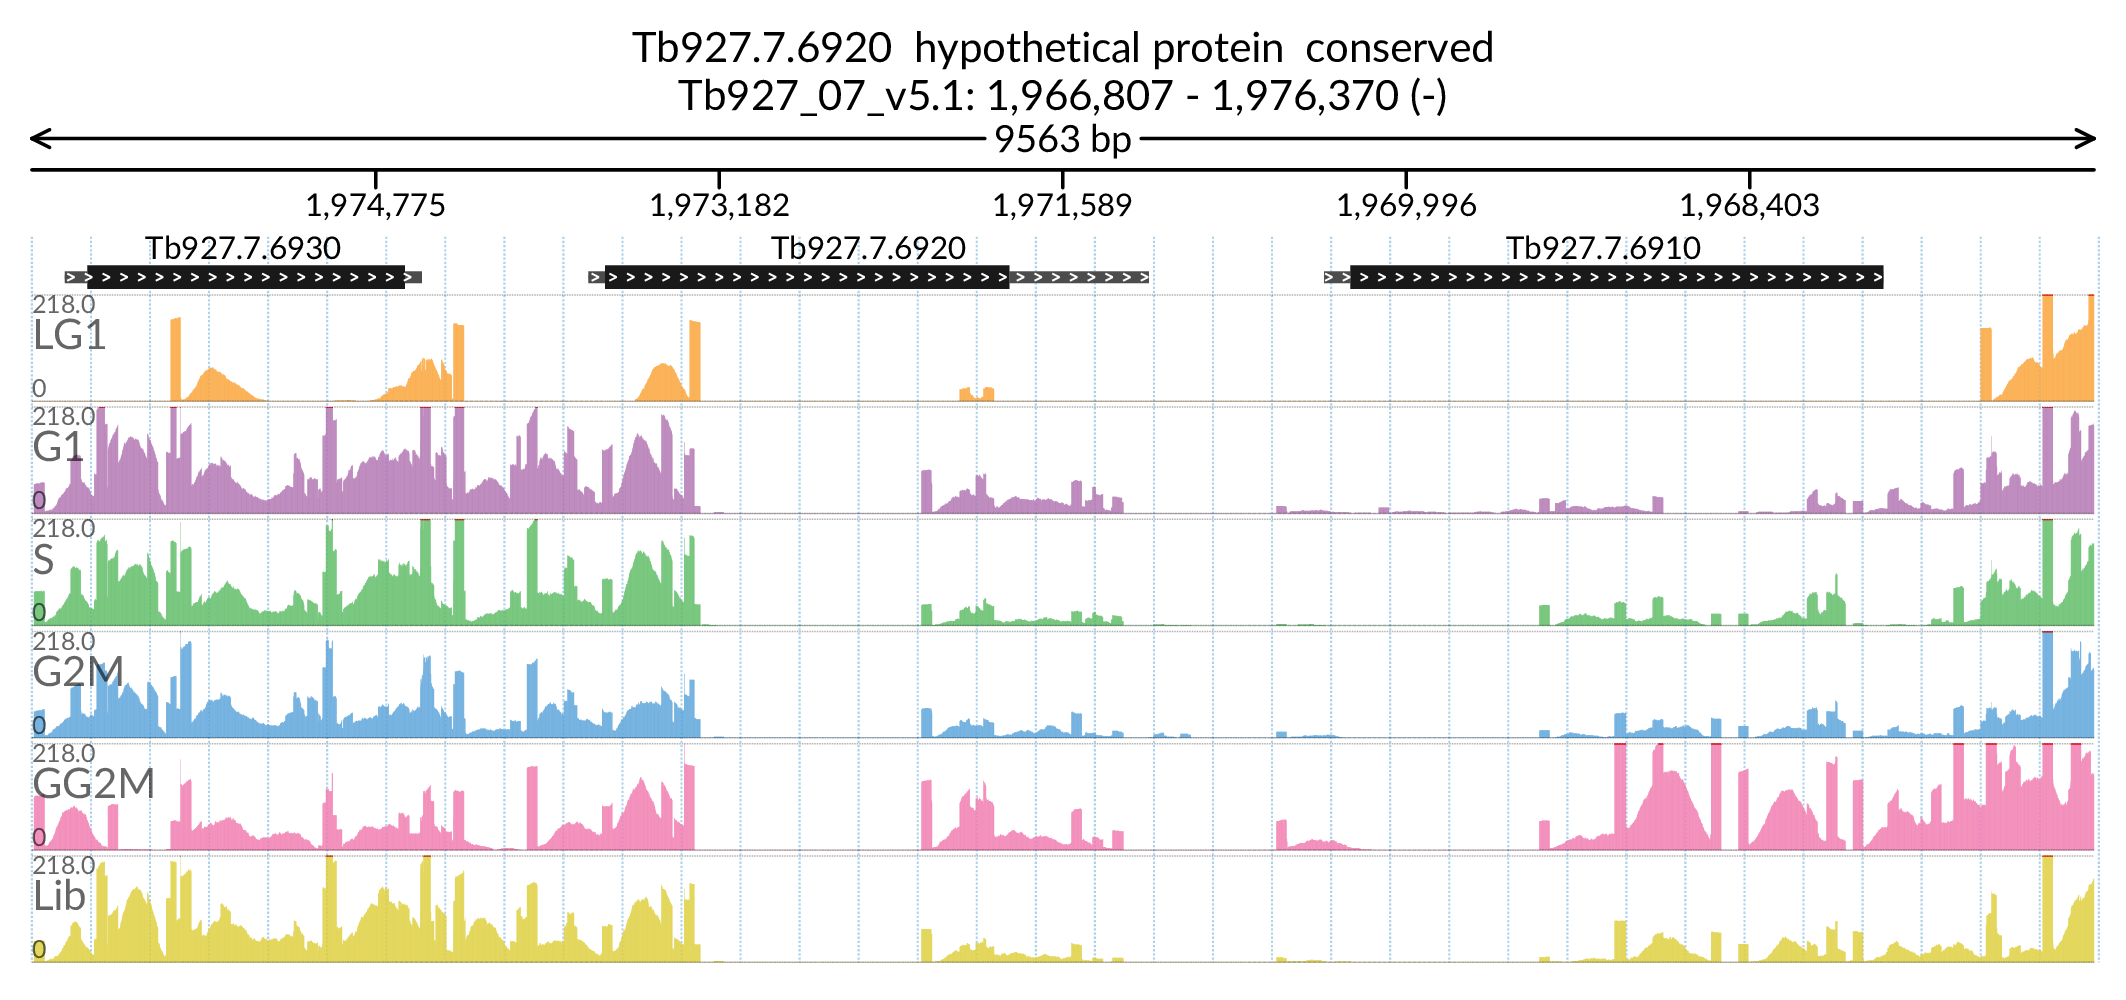 Tb927.7.6920  hypothetical protein  conserved
Tb927_07_v5.1: 1,966,807 - 1,976,370 (-)
9563 bp
1,974,775 1,973,182 1,971,589 1,969,996 1,968,403
Tb927.7.6930 Tb927.7.6920 Tb927.7.6910
218.0
LG1
0
218.0
G1
0
218.0
S
0
218.0
G2M
0
218.0
GG2M
0
218.0
Lib
0